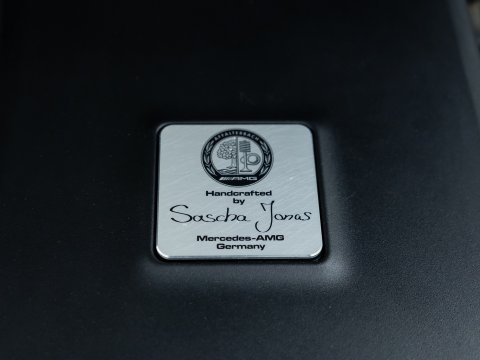 AFFALTERBACH
AMG
Handcrafted
by
Sascha Jonas
Mercedes-AMG
Germany